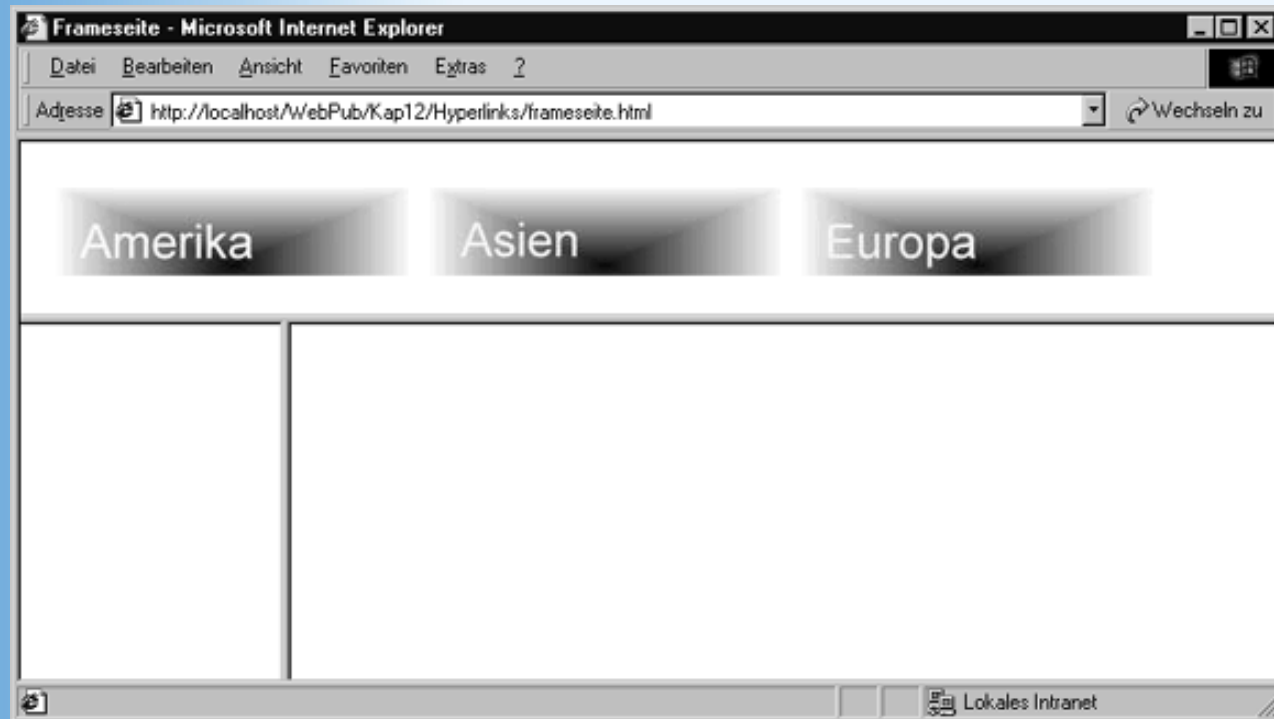 Frameseite - Microsoft Internet Explorer
Datei Bearbeiten Ansicht Favoriten Extras ?
Adresse http://localhost/WebPub/Kap12/Hyperlinks/frameseite.html Wechseln zu
Amerika Asien Europa
Lokales Intranet